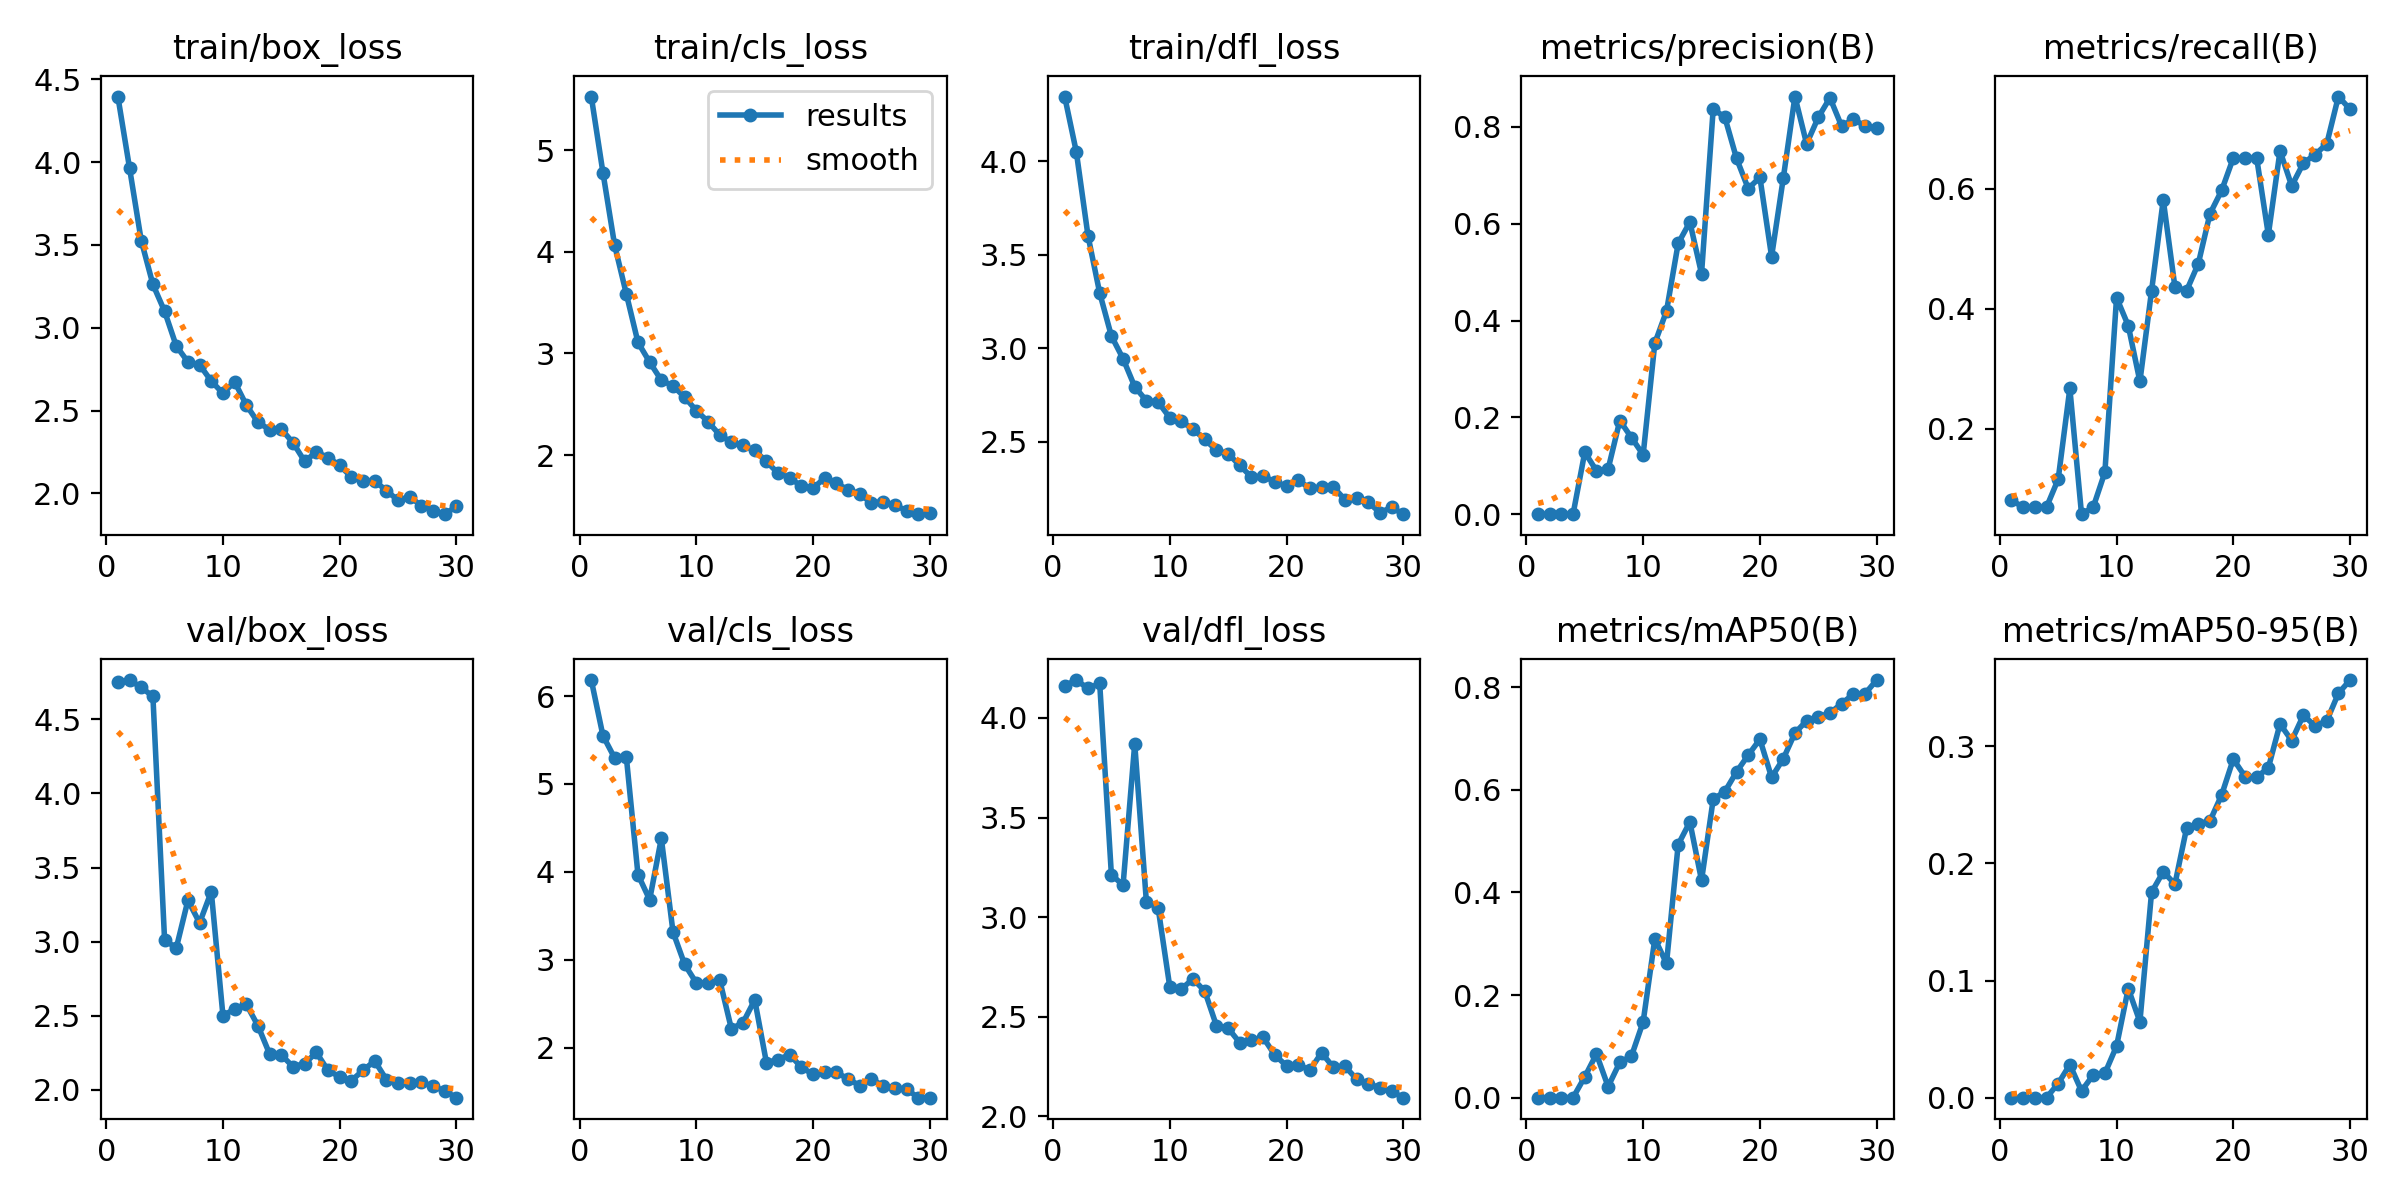 train/box_loss
train/cls_loss
train/dfl_loss
metrics/precision(B)
metrics/recall(B)
4.5
4.0
3.5
3.0
2.5
2.0
0 10 20 30
results
smooth
5
4
3
2
0 10 20 30
4.0
3.5
3.0
2.5
0 10 20 30
0.8
0.6
0.4
0.2
0.0
0 10 20 30
0.6
0.4
0.2
0 10 20 30
val/box_loss
val/cls_loss
val/dfl_loss
metrics/mAP50(B)
metrics/mAP50-95(B)
4.5
4.0
3.5
3.0
2.5
2.0
0 10 20 30
6
5
4
3
2
0 10 20 30
4.0
3.5
3.0
2.5
2.0
0 10 20 30
0.8
0.6
0.4
0.2
0.0
0 10 20 30
0.3
0.2
0.1
0.0
0 10 20 30